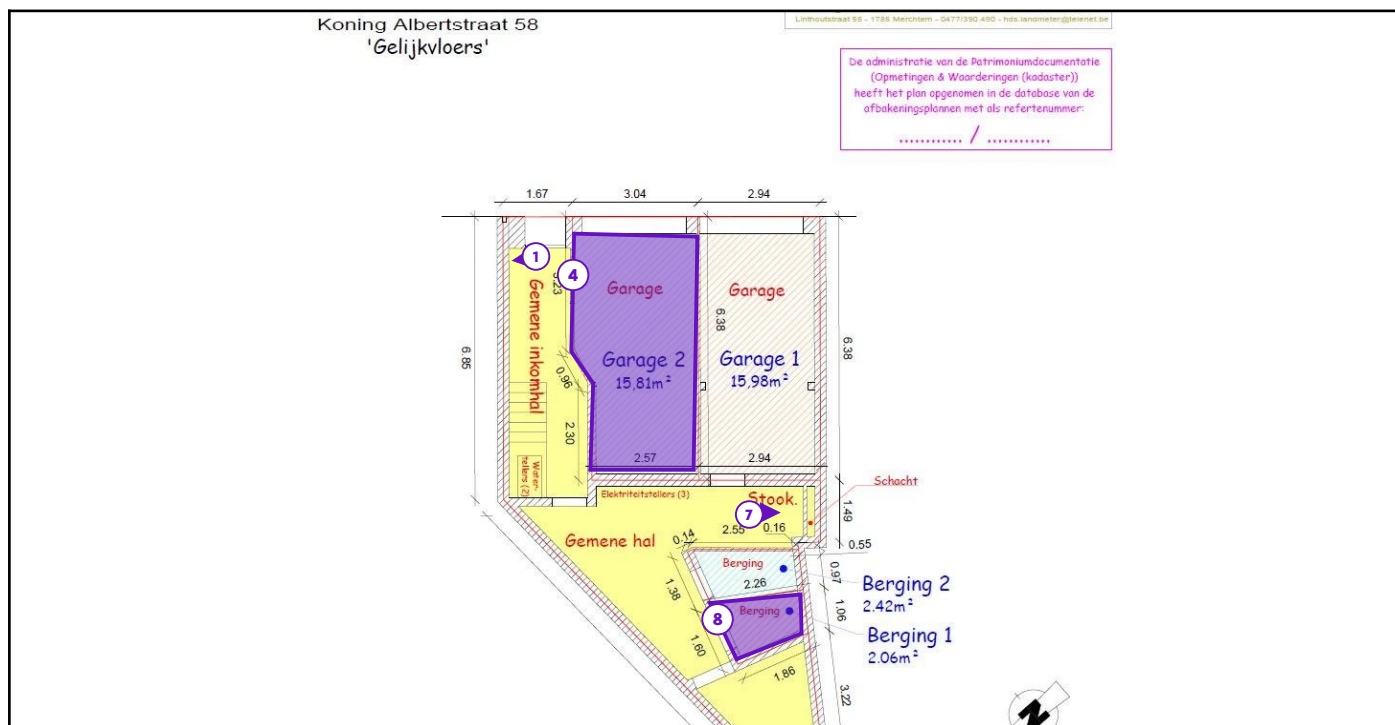 Koning Albertstraat 58
'Gelijkvloers'
Linthoutstraat 55 - 1785 Merchtem - 0477/390.490 - hds.landmeter@telenet.be
De administratie van de Patrimoniumdocumentatie
(Opmetingen & Waarderingen (kadaster))
heeft het plan opgenomen in de database van de
afbakeningsplannen met als refertenummer:
............ / ............
1.67
3.04
2.94
1
4
Garage
Garage
Gemene inkomhal
6.38
6.38
6.85
Garage 2
15,81m²
Garage 1
15,98m²
0.96
2.30
2.57
2.94
Water-
tellers (2)
Elektriteitstellers (3)
Stook.
Schacht
7
1.49
Gemene hal
0.14
2.55
0.16
0.55
Berging
0.97
1.38
2.26
Berging 2
2.42m²
8
Berging
1.06
Berging 1
2.06m²
1.60
1.86
3.22
N